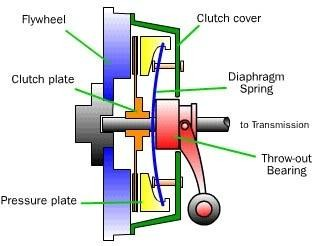 Flywheel
Clutch cover
Clutch plate
Diaphragm
Spring
to Transmission
Throw-out
Bearing
Pressure plate